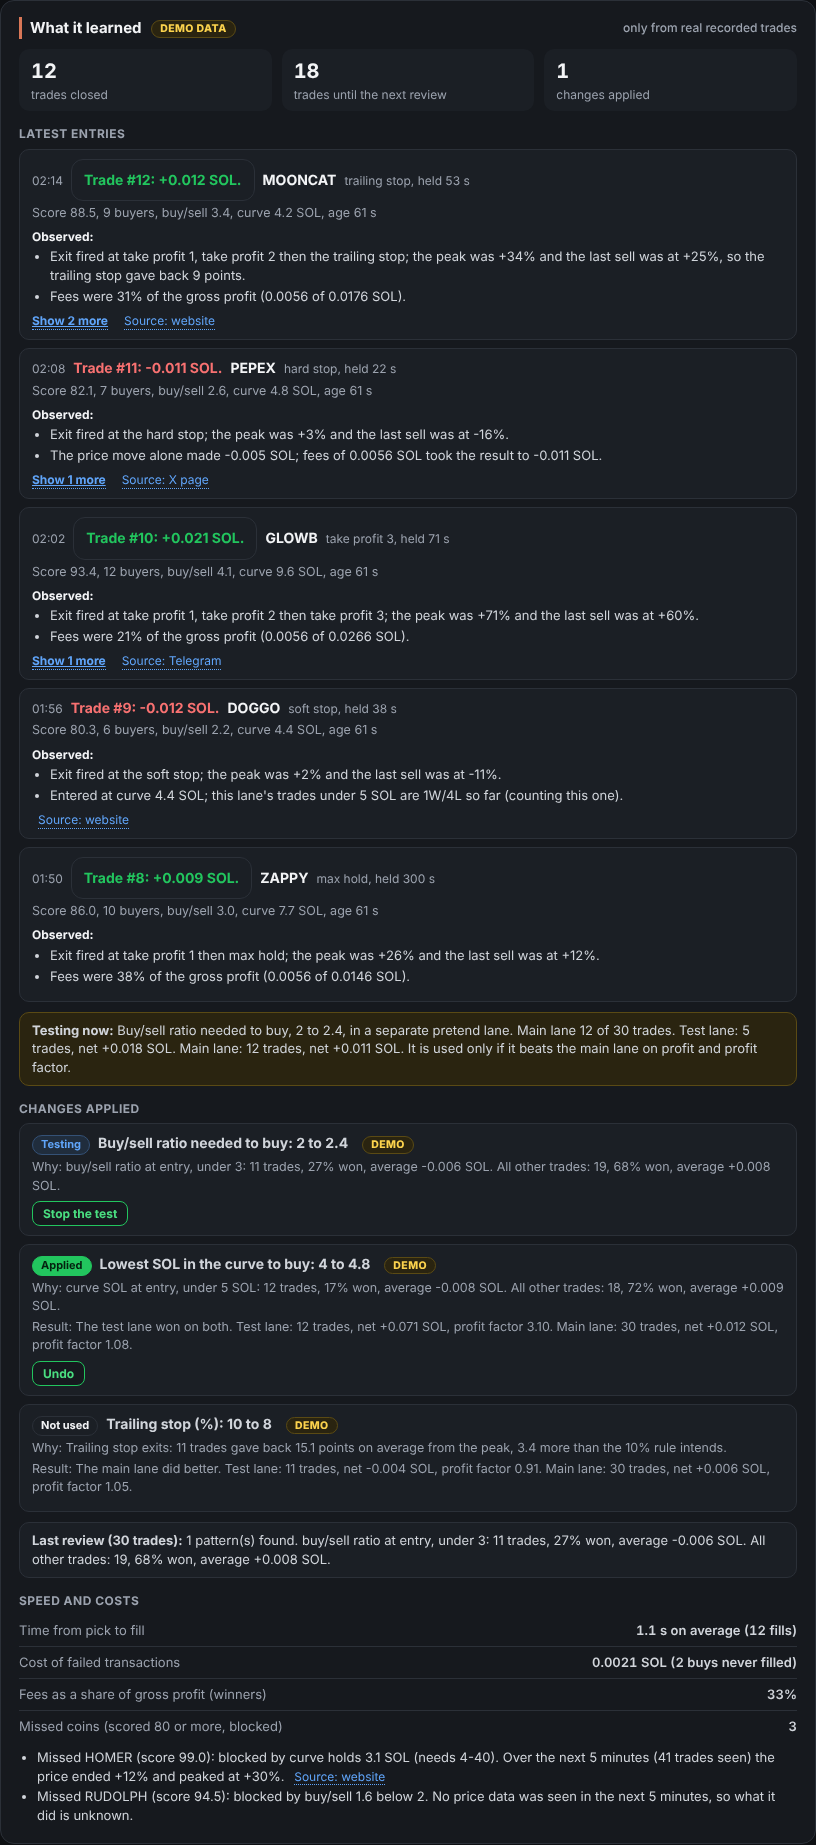 What it learned DEMO DATA only from real recorded trades
12 18 1
trades closed trades until the next review changes applied
LATEST ENTRIES
02:14 Trade #12: +0.012 SOL. MOONCAT trailing stop, held 53 s
Score 88.5, 9 buyers, buy/sell 3.4, curve 4.2 SOL, age 61 s
Observed:
• Exit fired at take profit 1, take profit 2 then the trailing stop; the peak was +34% and the last sell was at +25%, so the
trailing stop gave back 9 points.
• Fees were 31% of the gross profit (0.0056 of 0.0176 SOL).
Show 2 more Source: website
02:08 Trade #11: -0.011 SOL. PEPEX hard stop, held 22 s
Score 82.1, 7 buyers, buy/sell 2.6, curve 4.8 SOL, age 61 s
Observed:
• Exit fired at the hard stop; the peak was +3% and the last sell was at -16%.
• The price move alone made -0.005 SOL; fees of 0.0056 SOL took the result to -0.011 SOL.
Show 1 more Source: X page
02:02 Trade #10: +0.021 SOL. GLOWB take profit 3, held 71 s
Score 93.4, 12 buyers, buy/sell 4.1, curve 9.6 SOL, age 61 s
Observed:
• Exit fired at take profit 1, take profit 2 then take profit 3; the peak was +71% and the last sell was at +60%.
• Fees were 21% of the gross profit (0.0056 of 0.0266 SOL).
Show 1 more Source: Telegram
01:56 Trade #9: -0.012 SOL. DOGGO soft stop, held 38 s
Score 80.3, 6 buyers, buy/sell 2.2, curve 4.4 SOL, age 61 s
Observed:
• Exit fired at the soft stop; the peak was +2% and the last sell was at -11%.
• Entered at curve 4.4 SOL; this lane's trades under 5 SOL are 1W/4L so far (counting this one).
Source: website
01:50 Trade #8: +0.009 SOL. ZAPPY max hold, held 300 s
Score 86.0, 10 buyers, buy/sell 3.0, curve 7.7 SOL, age 61 s
Observed:
• Exit fired at take profit 1 then max hold; the peak was +26% and the last sell was at +12%.
• Fees were 38% of the gross profit (0.0056 of 0.0146 SOL).
Testing now: Buy/sell ratio needed to buy, 2 to 2.4, in a separate pretend lane. Main lane 12 of 30 trades. Test lane: 5
trades, net +0.018 SOL. Main lane: 12 trades, net +0.011 SOL. It is used only if it beats the main lane on profit and profit
factor.
CHANGES APPLIED
Testing Buy/sell ratio needed to buy: 2 to 2.4 DEMO
Why: buy/sell ratio at entry, under 3: 11 trades, 27% won, average -0.006 SOL. All other trades: 19, 68% won, average +0.008
SOL.
Stop the test
Applied Lowest SOL in the curve to buy: 4 to 4.8 DEMO
Why: curve SOL at entry, under 5 SOL: 12 trades, 17% won, average -0.008 SOL. All other trades: 18, 72% won, average +0.009
SOL.
Result: The test lane won on both. Test lane: 12 trades, net +0.071 SOL, profit factor 3.10. Main lane: 30 trades, net +0.012 SOL,
profit factor 1.08.
Undo
Not used Trailing stop (%): 10 to 8 DEMO
Why: Trailing stop exits: 11 trades gave back 15.1 points on average from the peak, 3.4 more than the 10% rule intends.
Result: The main lane did better. Test lane: 11 trades, net -0.004 SOL, profit factor 0.91. Main lane: 30 trades, net +0.006 SOL,
profit factor 1.05.
Last review (30 trades): 1 pattern(s) found. buy/sell ratio at entry, under 3: 11 trades, 27% won, average -0.006 SOL. All
other trades: 19, 68% won, average +0.008 SOL.
SPEED AND COSTS
Time from pick to fill 1.1 s on average (12 fills)
Cost of failed transactions 0.0021 SOL (2 buys never filled)
Fees as a share of gross profit (winners) 33%
Missed coins (scored 80 or more, blocked) 3
• Missed HOMER (score 99.0): blocked by curve holds 3.1 SOL (needs 4-40). Over the next 5 minutes (41 trades seen) the
price ended +12% and peaked at +30%. Source: website
• Missed RUDOLPH (score 94.5): blocked by buy/sell 1.6 below 2. No price data was seen in the next 5 minutes, so what it
did is unknown.